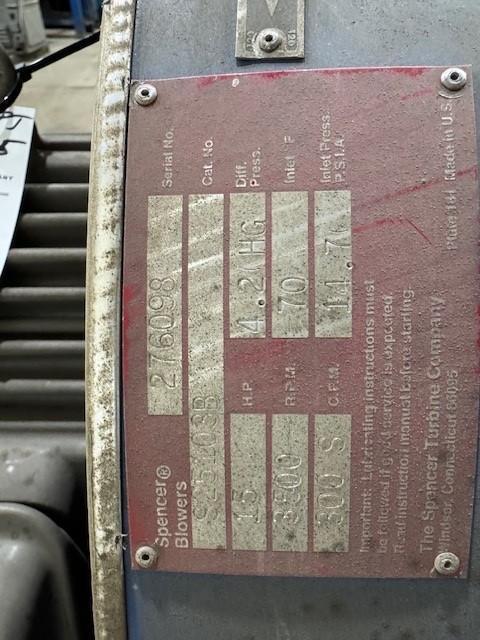 Spencer®
Blowers
Serial No.
276098
Cat. No.
H.P.
15
Diff.
Press.
4.2 HG
R.P.M.
3500
Inlet °F
70
C.F.M.
300 S
Inlet Press.
P.S.I.A.
14.7
Important: Lubricating instructions must
be followed if good service is expected.
Read instruction manual before starting.
The Spencer Turbine Company
Windsor, Connecticut 06095
Plate 184 Made in U.S.